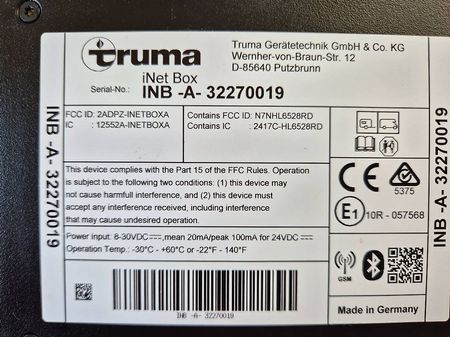 truma
Truma Gerätetechnik GmbH & Co. KG
Wernher-von-Braun-Str. 12
D-85640 Putzbrunn
iNet Box
Serial-No.: INB -A- 32270019
FCC ID: 2ADPZ-INETBOXA
IC : 12552A-INETBOXA
Contains FCC ID: N7NHL6528RD
Contains IC : 2417C-HL6528RD
This device complies with the Part 15 of the FFC Rules. Operation
is subject to the following two conditions: (1) this device may
not cause harmfull interference, and (2) this device must
accept any interference received, including interference
that may cause undesired operation.
CE
5375
E1 10R - 057568
Power input: 8-30VDC, mean 20mA/peak 100mA for 24VDC
Operation Temp.: -30°C - +60°C or -22°F - 140°F
GSM
INB -A- 32270019
Made in Germany
INB -A- 32270019
INB -A- 32270019